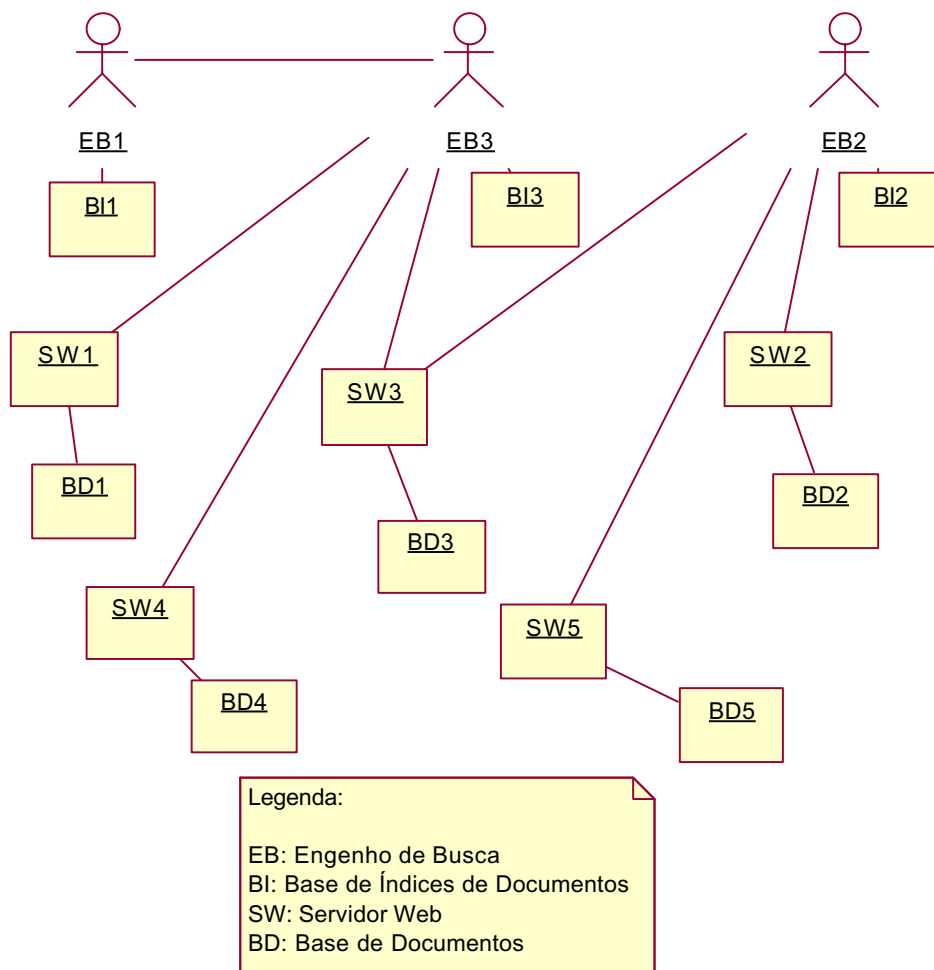 EB1
EB3
EB2
BI1
BI3
BI2
SW1
SW3
SW2
BD1
BD3
BD2
SW4
SW5
BD4
BD5
Legenda:
EB: Engenho de Busca
BI: Base de Índices de Documentos
SW: Servidor Web
BD: Base de Documentos